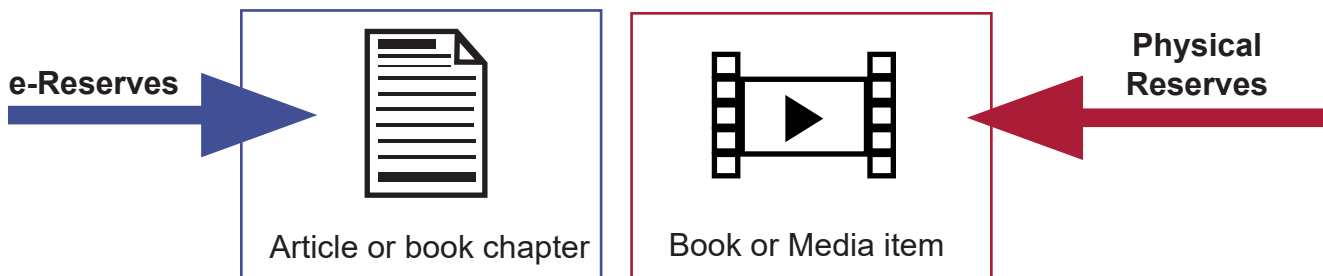 e-Reserves
Article or book chapter
Physical
Reserves
Book or Media item